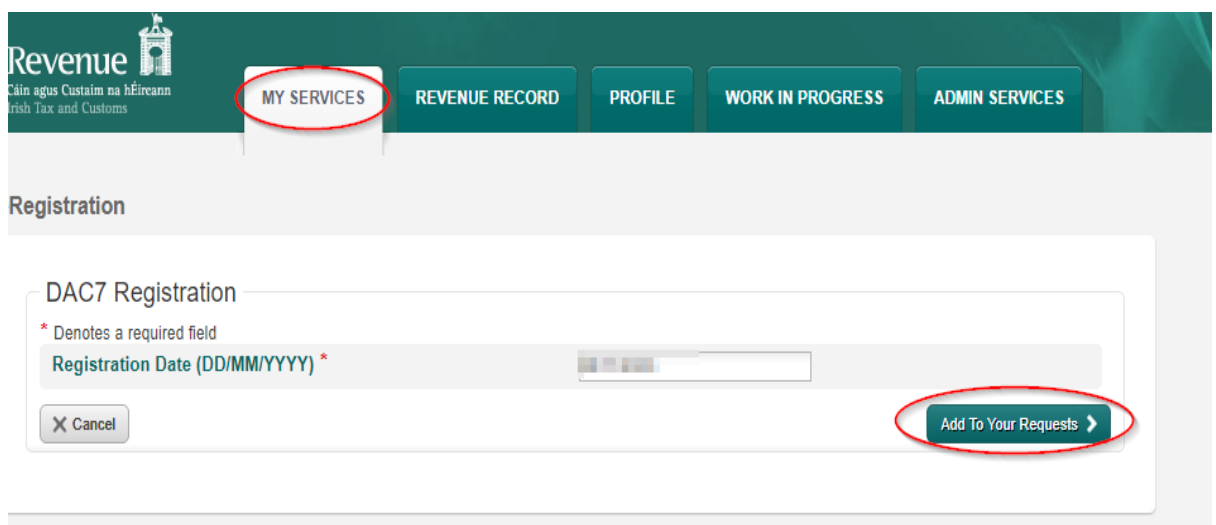 Revenue
Cáin agus Custaim na hÉireann
Irish Tax and Customs
MY SERVICES
REVENUE RECORD
PROFILE
WORK IN PROGRESS
ADMIN SERVICES
Registration
DAC7 Registration
* Denotes a required field
Registration Date (DD/MM/YYYY) *
Cancel
Add To Your Requests